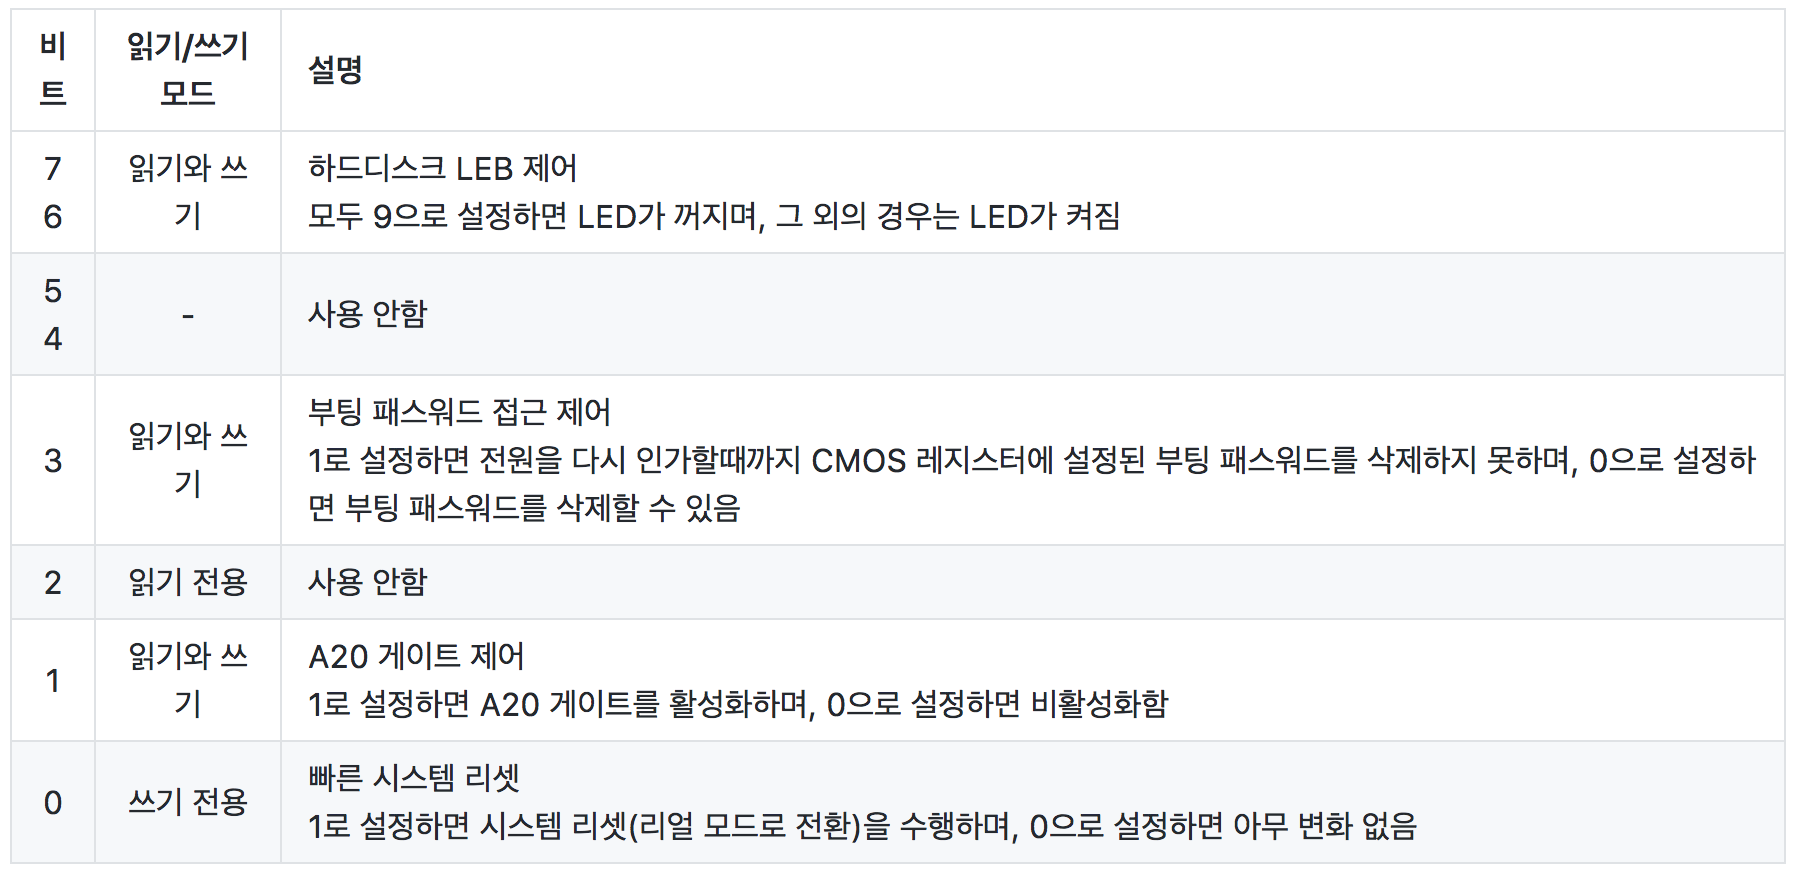 비
트
읽기/쓰기
모드
설명
7
6
읽기와 쓰
기
하드디스크 LEB 제어
모두 9으로 설정하면 LED가 꺼지며, 그 외의 경우는 LED가 켜짐
5
4
-
사용 안함
3
읽기와 쓰
기
부팅 패스워드 접근 제어
1로 설정하면 전원을 다시 인가할때까지 CMOS 레지스터에 설정된 부팅 패스워드를 삭제하지 못하며, 0으로 설정하
면 부팅 패스워드를 삭제할 수 있음
2
읽기 전용
사용 안함
1
읽기와 쓰
기
A20 게이트 제어
1로 설정하면 A20 게이트를 활성화하며, 0으로 설정하면 비활성화함
0
쓰기 전용
빠른 시스템 리셋
1로 설정하면 시스템 리셋(리얼 모드로 전환)을 수행하며, 0으로 설정하면 아무 변화 없음